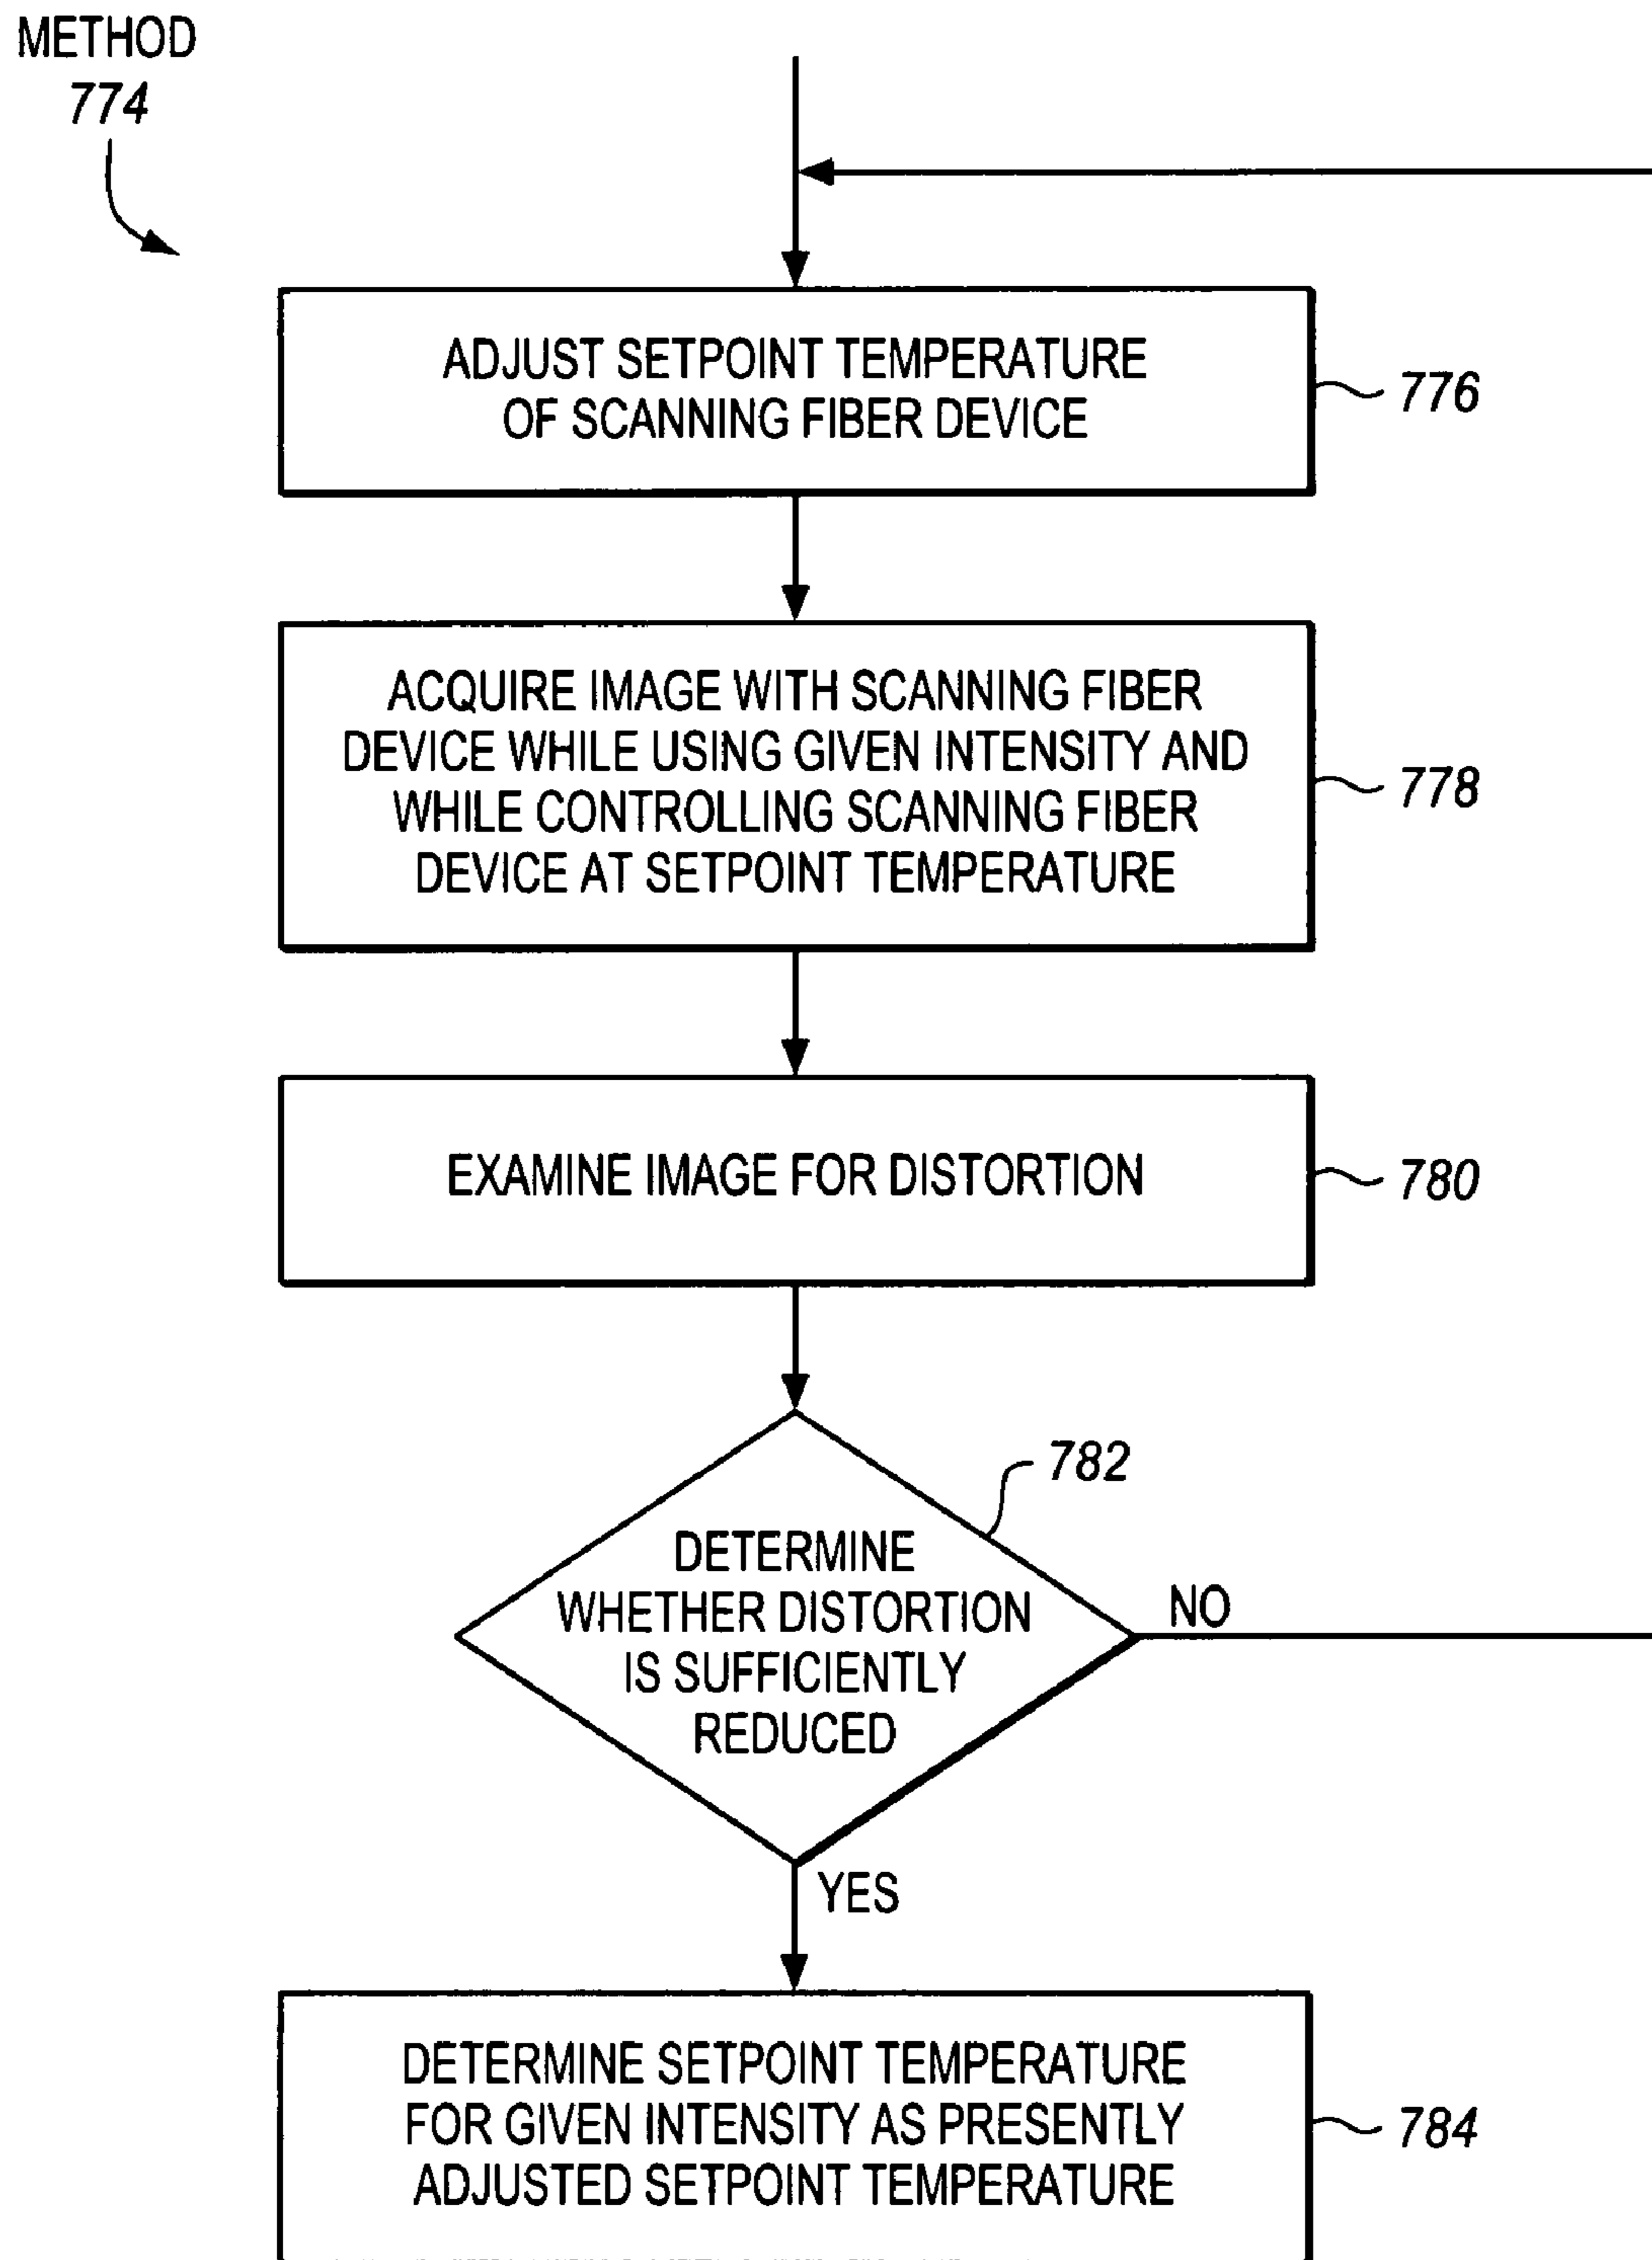 METHOD
774
ADJUST SETPOINT TEMPERATURE
OF SCANNING FIBER DEVICE
776
ACQUIRE IMAGE WITH SCANNING FIBER
DEVICE WHILE USING GIVEN INTENSITY AND
WHILE CONTROLLING SCANNING FIBER
DEVICE AT SETPOINT TEMPERATURE
778
EXAMINE IMAGE FOR DISTORTION
780
782
DETERMINE
WHETHER DISTORTION
IS SUFFICIENTLY
REDUCED
NO
YES
DETERMINE SETPOINT TEMPERATURE
FOR GIVEN INTENSITY AS PRESENTLY
ADJUSTED SETPOINT TEMPERATURE
784